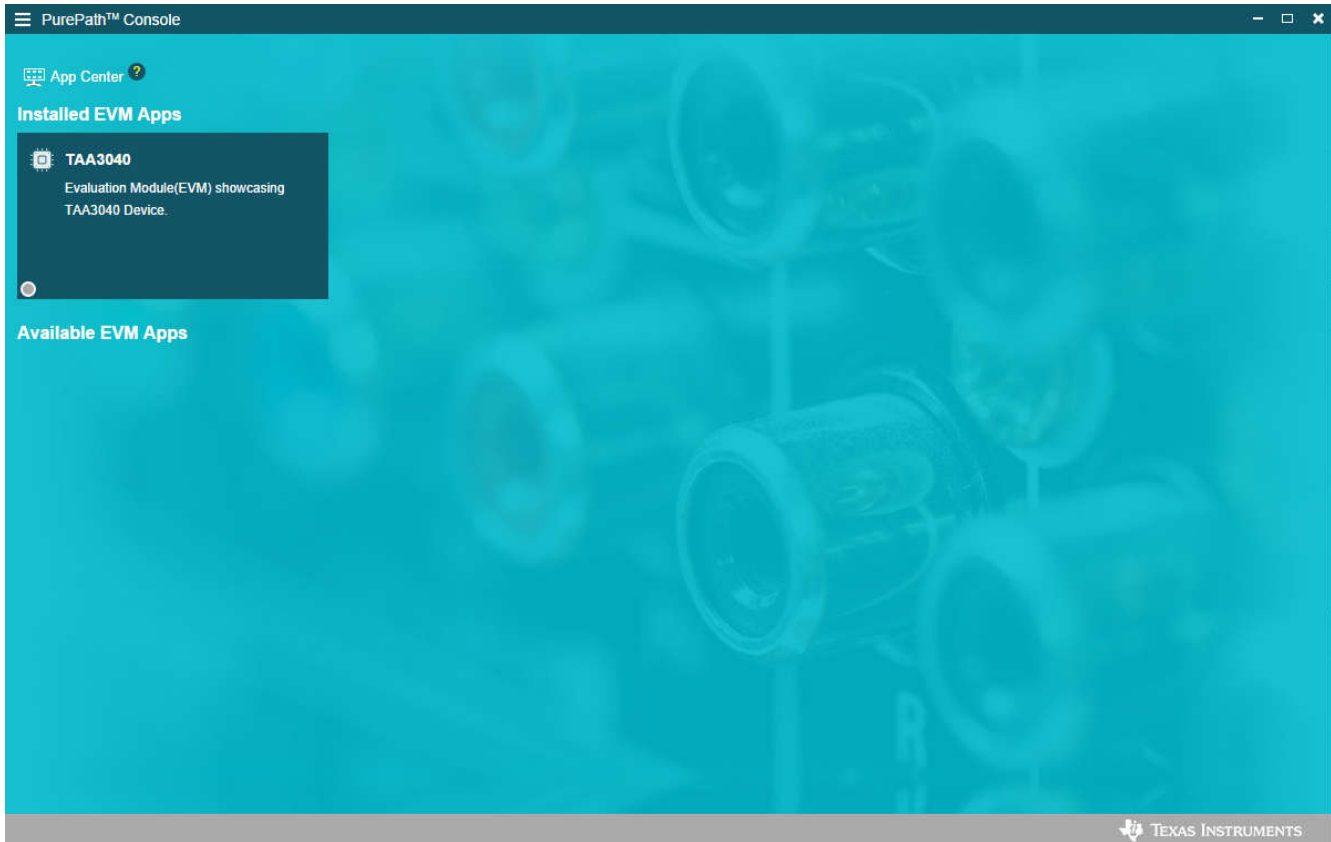 PurePath™ Console
App Center ?
Installed EVM Apps
TAA3040
Evaluation Module(EVM) showcasing
TAA3040 Device.
Available EVM Apps
R
TEXAS INSTRUMENTS